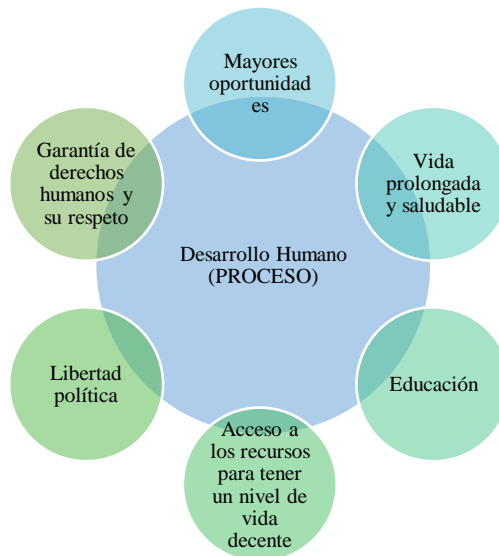 Mayores
oportunidad
es
Garantía de
derechos
humanos y
su respeto
Vida
prolongada
y saludable
Desarrollo Humano
(PROCESO)
Libertad
política
Educación
Acceso a
los recursos
para tener
un nivel de
vida
decente